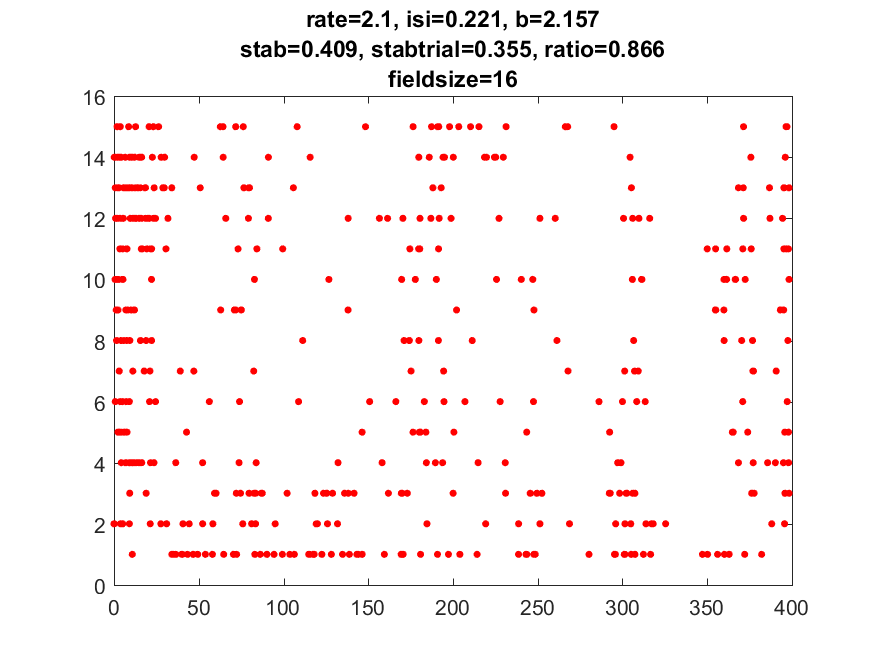 rate=2.1, isi=0.221, b=2.157
stab=0.409, stabtrial=0.355, ratio=0.866
fieldsize=16
16
14
12
10
8
6
4
2
0
0 50 100 150 200 250 300 350 400